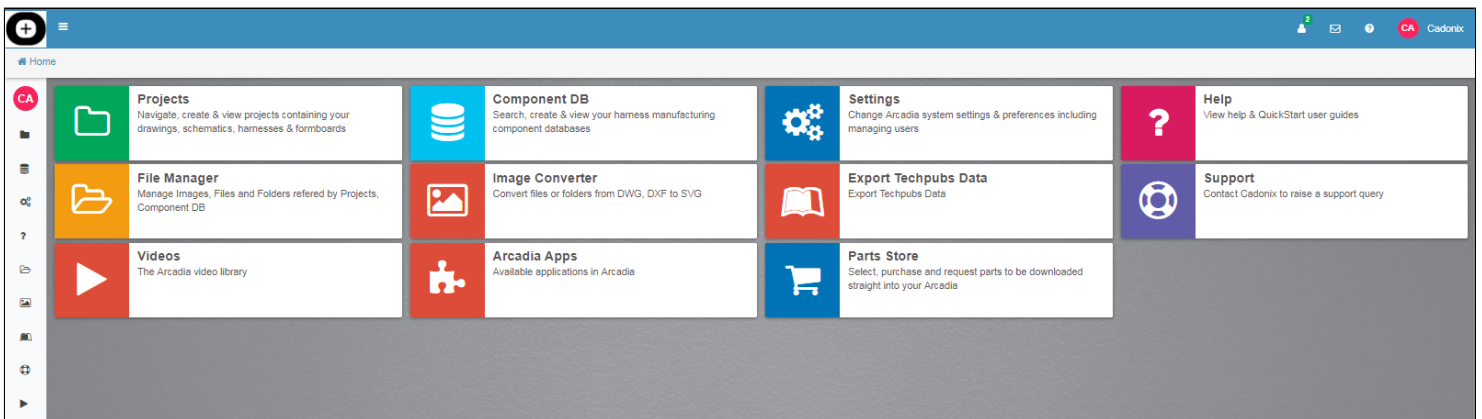 2
CA Cadonix
Home
CA
Projects
Navigate, create & view projects containing your
drawings, schematics, harnesses & formboards
Component DB
Search, create & view your harness manufacturing
component databases
Settings
Change Arcadia system settings & preferences including
managing users
Help
View help & QuickStart user guides
File Manager
Manage Images, Files and Folders refered by Projects,
Component DB
Image Converter
Convert files or folders from DWG, DXF to SVG
Export Techpubs Data
Export Techpubs Data
Support
Contact Cadonix to raise a support query
Videos
The Arcadia video library
Arcadia Apps
Available applications in Arcadia
Parts Store
Select, purchase and request parts to be downloaded
straight into your Arcadia